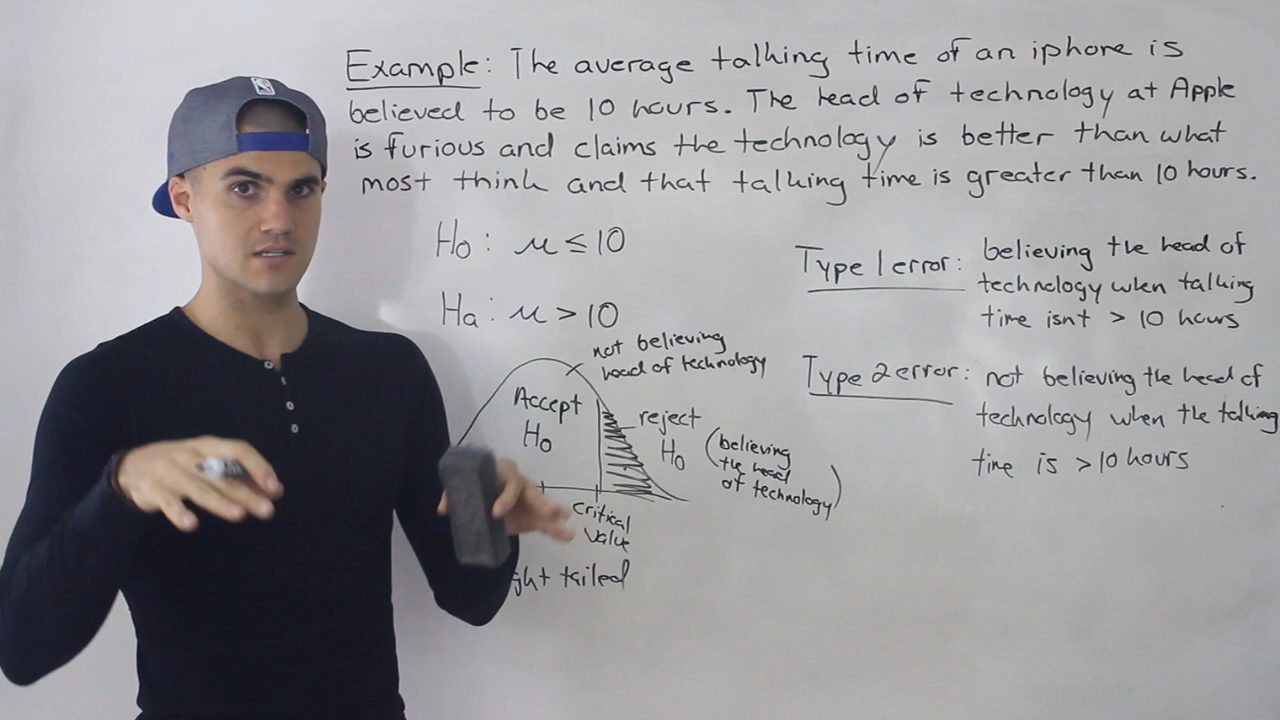 Example: The average talking time of an iphone is
believed to be 10 hours. The head of technology at Apple
is furious and claims the technology is better than what
most think and that talking time is greater than 10 hours.
Ho: μ ≤ 10
Ha: μ > 10
not believing
head of technology
Accept
Ho
reject
Ho
(believing
the head
of technology)
critical
value
ght tailed
Type 1 error: believing the head of
technology when talking
time isnt > 10 hours
Type 2 error: not believing the head of
technology when the talking
time is > 10 hours